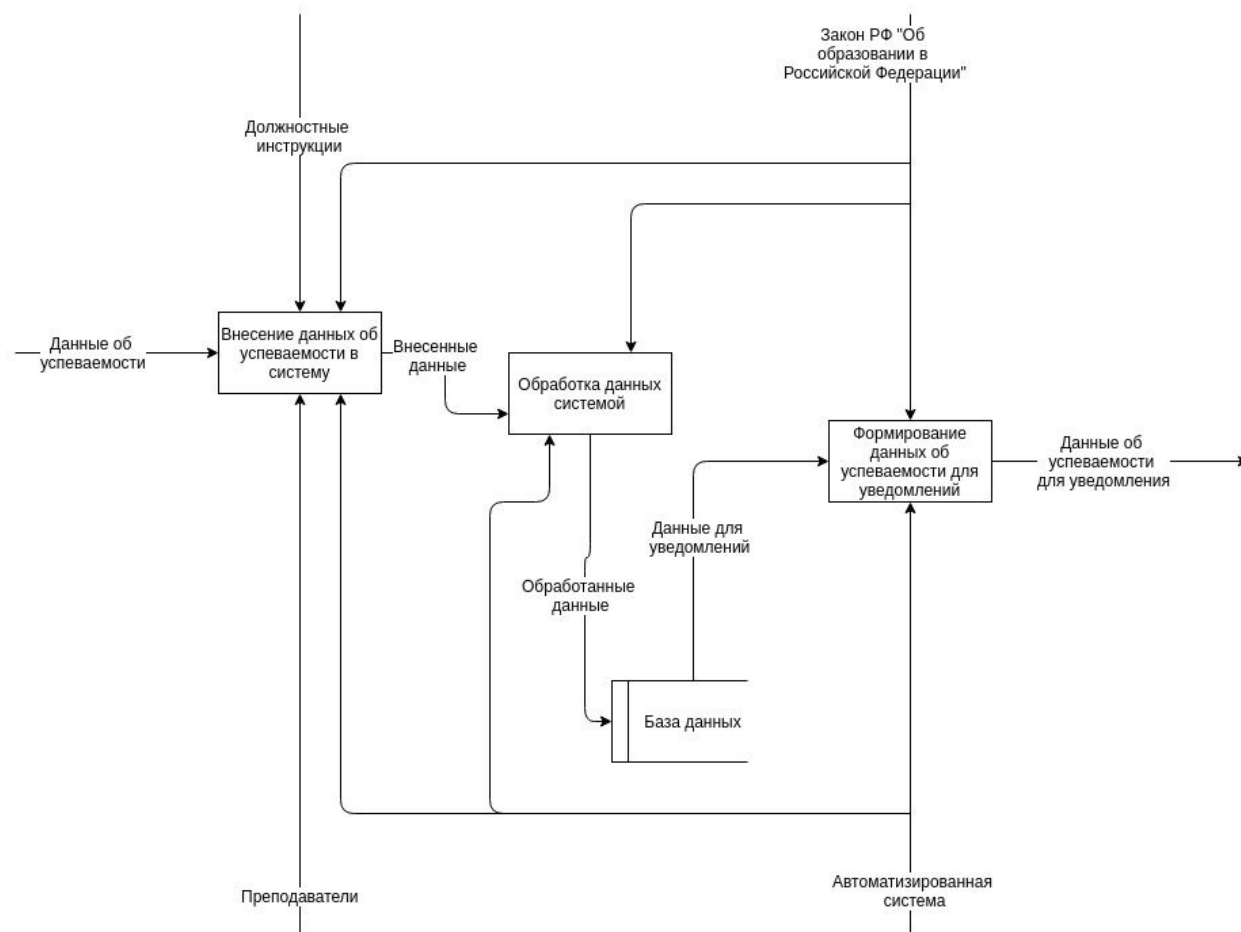 Закон РФ "Об
образовании в
Российской Федерации"
Должностные
инструкции
Данные об
успеваемости
Внесение данных об
успеваемости в
систему
Внесенные
данные
Обработка данных
системой
Формирование
данных об
успеваемости для
уведомлений
Данные об
успеваемости
для уведомления
Данные для
уведомлений
Обработанные
данные
База данных
Преподаватели
Автоматизированная
система